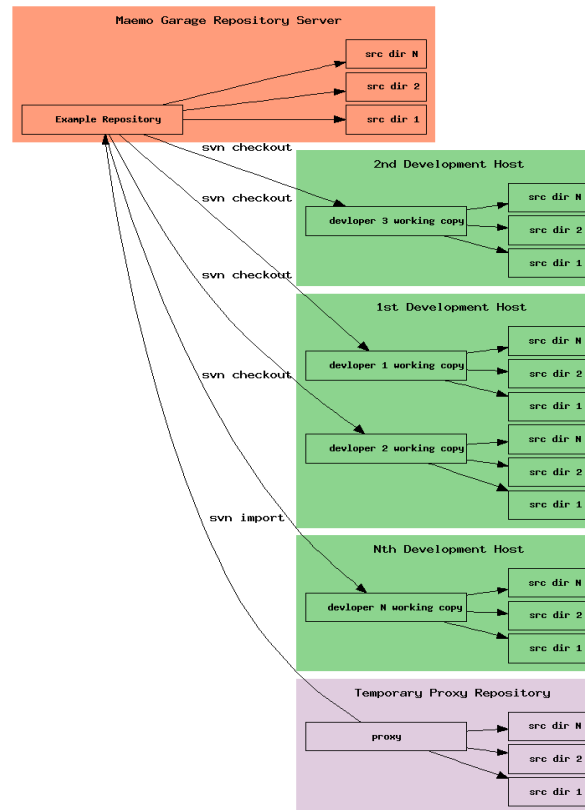 Maemo Garage Repository Server
src dir N
src dir 2
Example Repository
src dir 1
svn checkout
2nd Development Host
svn checkout
src dir N
devloper 3 working copy
src dir 2
src dir 1
svn checkout
1st Development Host
src dir N
devloper 1 working copy
src dir 2
svn checkout
src dir 1
src dir N
devloper 2 working copy
src dir 2
src dir 1
svn import
Nth Development Host
src dir N
devloper N working copy
src dir 2
src dir 1
Temporary Proxy Repository
src dir N
proxy
src dir 2
src dir 1